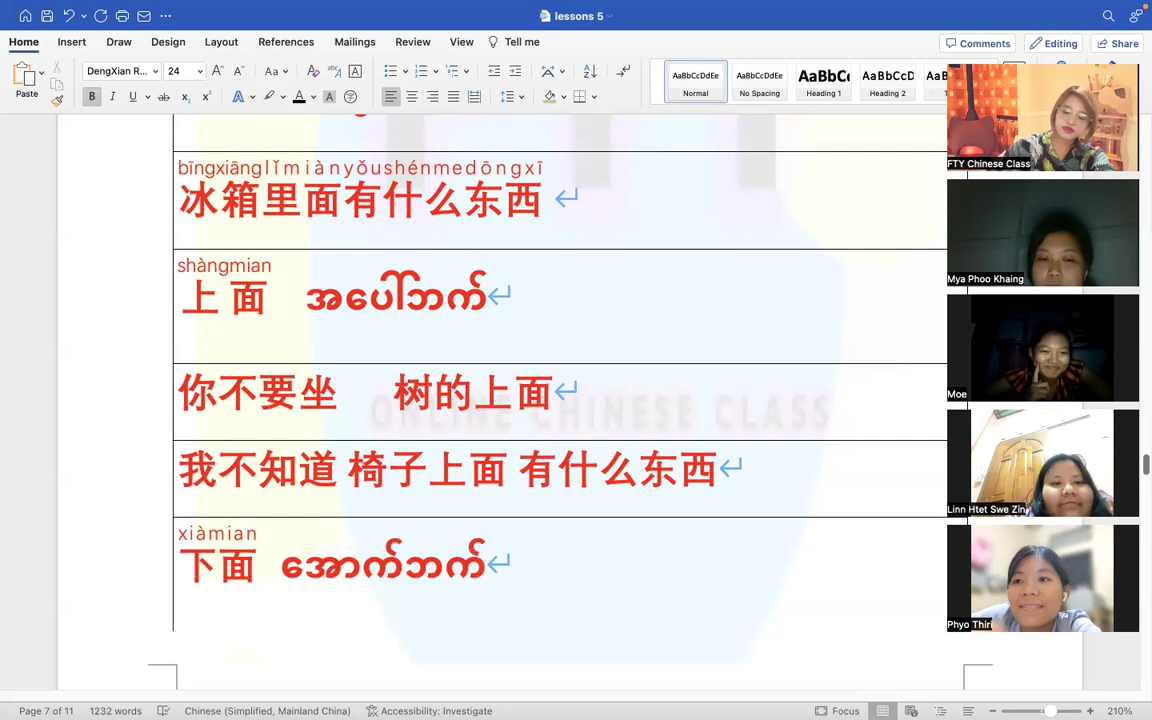 lessons 5
Home Insert Draw Design Layout References Mailings Review View Tell me Comments Editing Share
Paste DengXian R... 24 Aa
AaBbCcDdEe AaBbCcDdEe AaBbC AaBbCcD
Normal No Spacing Heading 1 Heading 2
bīngxiānglǐmiànyǒushénmedōngxī
冰箱里面有什么东西
shàngmian
上面 အပေါ်ဘက်
你不要坐 树的上面
ONLINE CHINESE CLASS
我不知道 椅子上面 有什么东西
xiàmian
下面 အောက်ဘက်
FTY Chinese Class
Mya Phoo Khaing
Moe
Linn Htet Swe Zin
Phyo Thiri
Page 7 of 11 1232 words Chinese (Simplified, Mainland China) Accessibility: Investigate Focus 210%